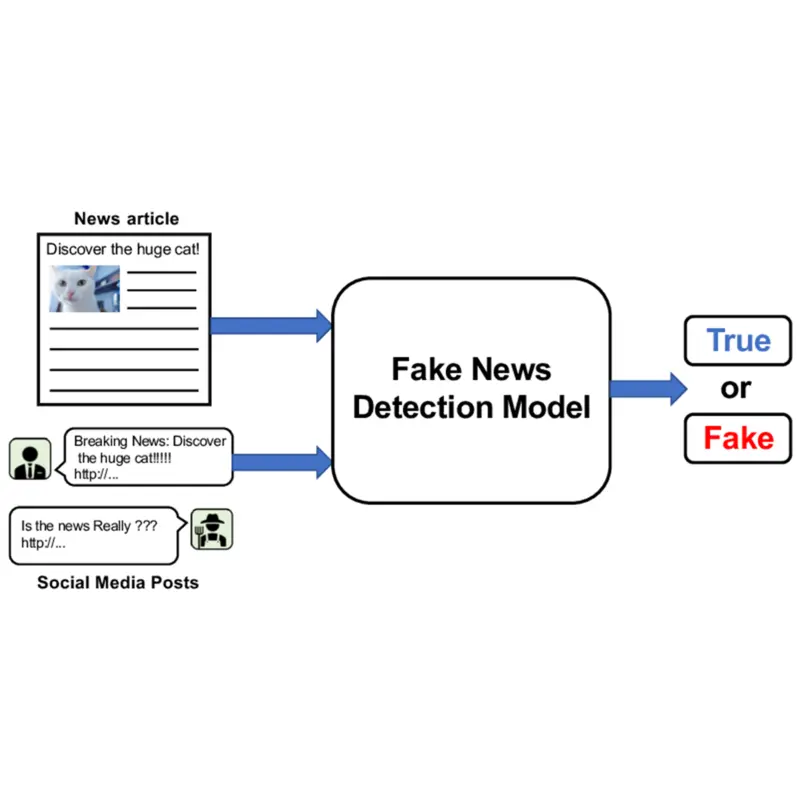 News article
Discover the huge cat!
Breaking News: Discover
the huge cat!!!!!
http://...
Is the news Really ???
http://...
Social Media Posts
Fake News
Detection Model
True
or
Fake